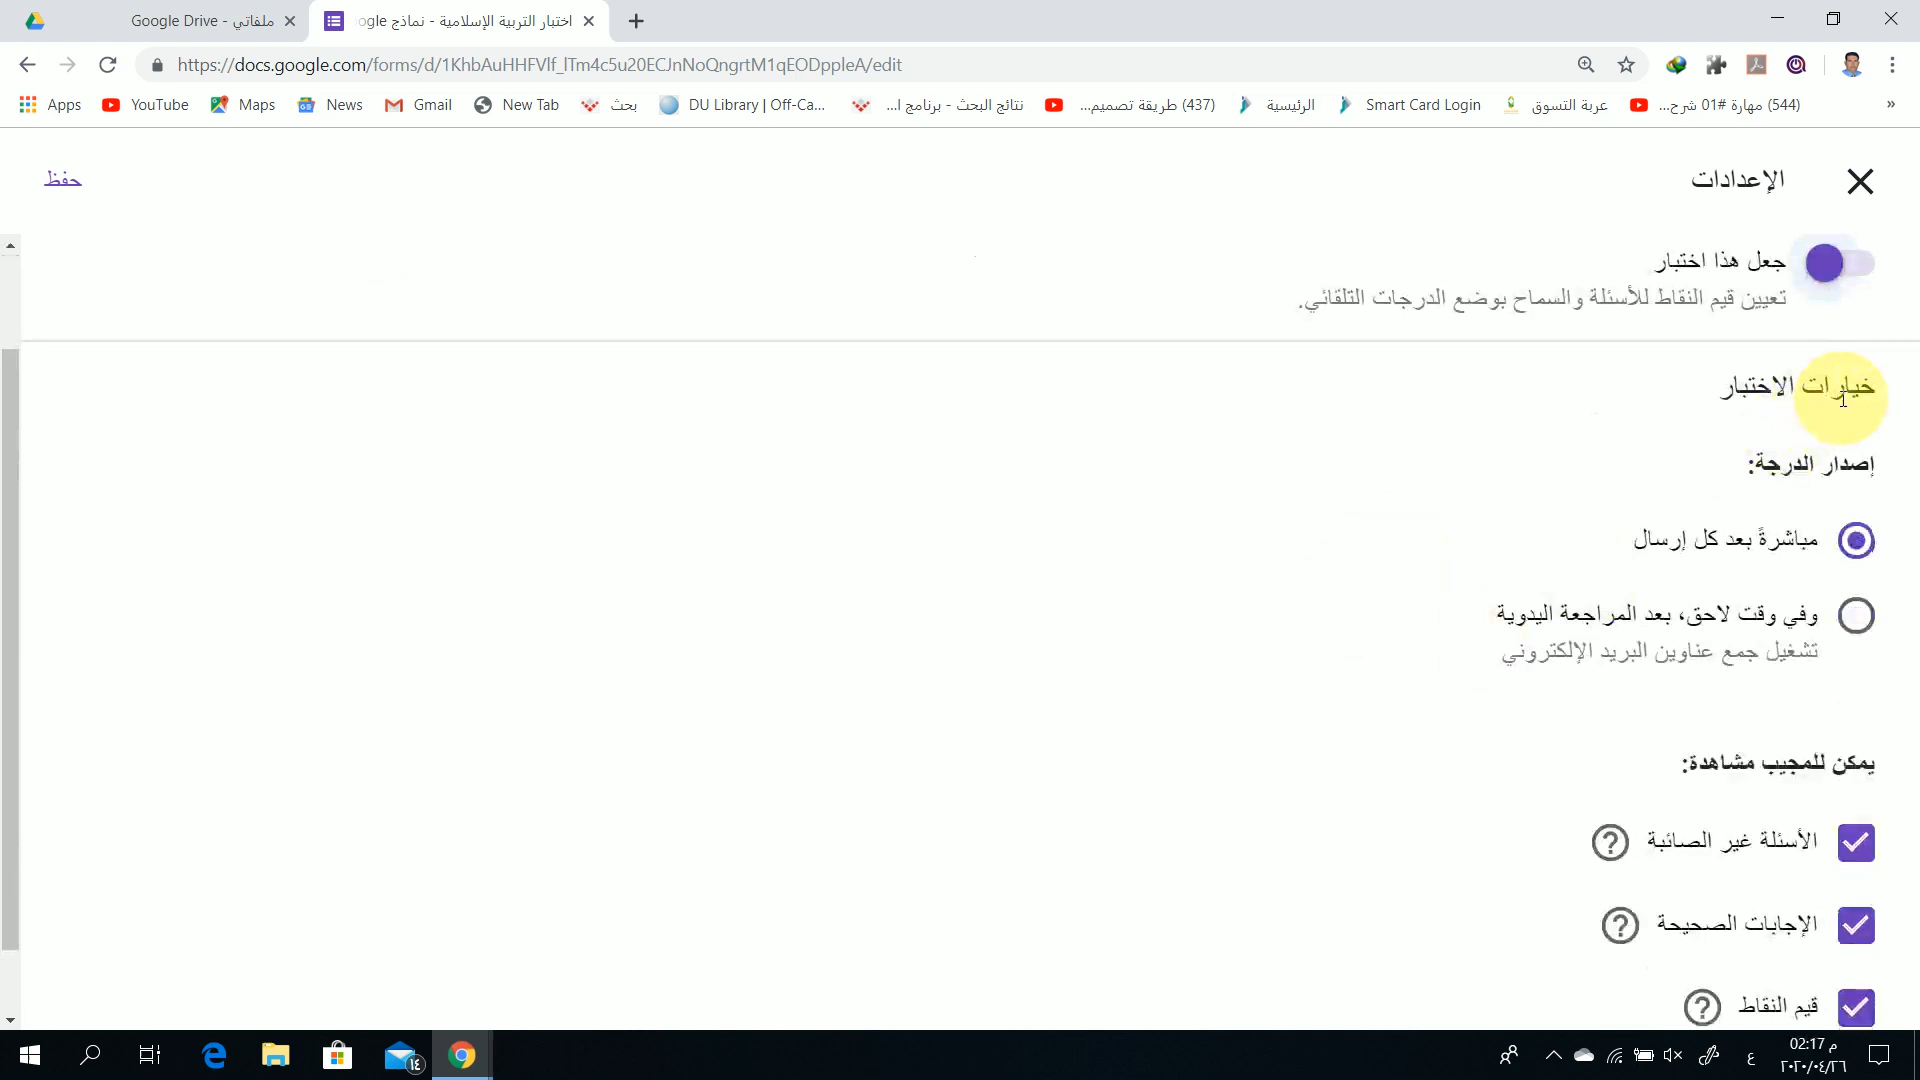 ملفاتي - Google Drive
اختبار التربية الإسلامية - نماذج ogle
https://docs.google.com/forms/d/1KhbAuHHFVlf_lTm4c5u20ECJnNoQngrtM1qEODppleA/edit
Apps
YouTube
Maps
News
Gmail
New Tab
بحث
DU Library | Off-Ca...
نتائج البحث - برنامج ا...
(437) طريقة تصميم...
الرئيسية
Smart Card Login
عربة التسوق
(544) مهارة #01 شرح...
»
الإعدادات
حفظ
جعل هذا اختبار
تعيين قيم النقاط للأسئلة والسماح بوضع الدرجات التلقائي.
خيارات الاختبار
إصدار الدرجة:
مباشرةً بعد كل إرسال
وفي وقت لاحق، بعد المراجعة اليدوية
تشغيل جمع عناوين البريد الإلكتروني
يمكن للمجيب مشاهدة:
الأسئلة غير الصائبة
الإجابات الصحيحة
قيم النقاط
١٤
ع
02:17 م
٢٠٢٠/٠٤/٢٦